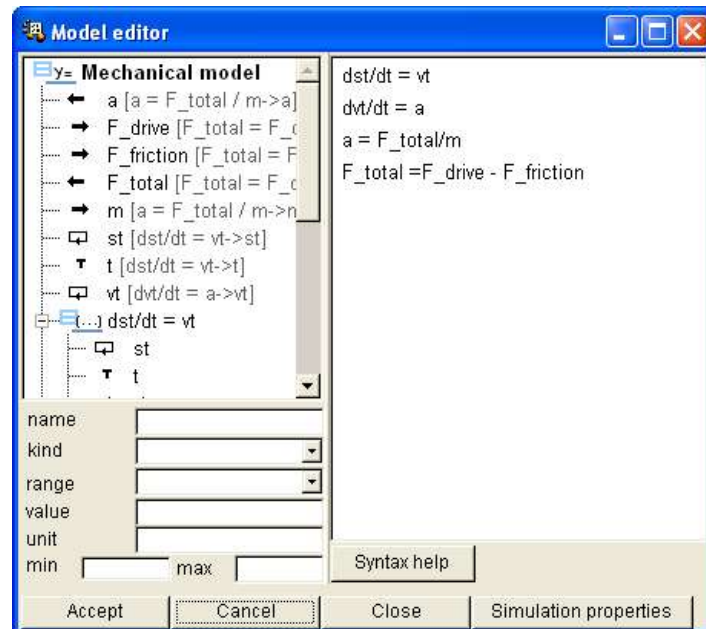 Model editor
y= Mechanical model
a [a = F_total / m->a]
F_drive [F_total = F_d
F_friction [F_total = F
F_total [F_total = F_d
m [a = F_total / m->n
st [dst/dt = vt->st]
T t [dst/dt = vt->t]
vt [dvt/dt = a->vt]
(...) dst/dt = vt
st
T t
dst/dt = vt
dvt/dt = a
a = F_total/m
F_total =F_drive - F_friction
name
kind
range
value
unit
min max
Syntax help
Accept Cancel Close Simulation properties